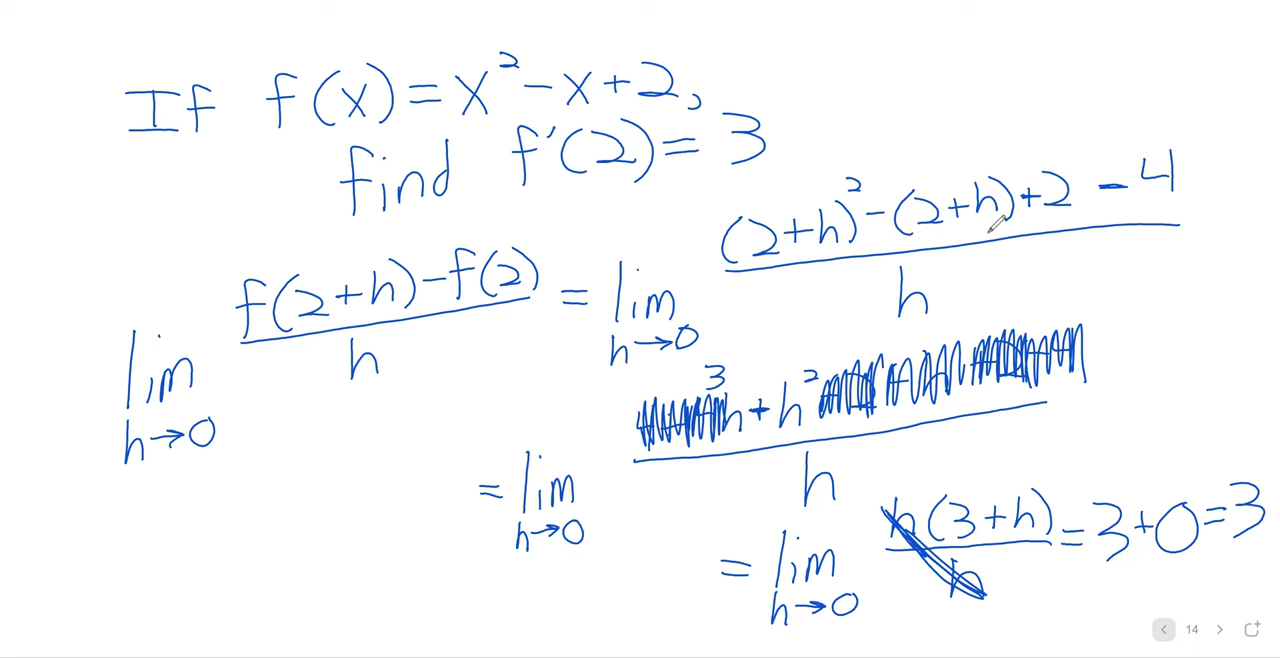 If f(x) = x² - x + 2,
find f'(2) = 3
lim h→0 f(2+h) - f(2) / h = lim h→0 (2+h)² - (2+h) + 2 - 4 / h
= lim h→0 3h + h² / h
= lim h→0 h(3+h) / h = 3 + 0 = 3
14